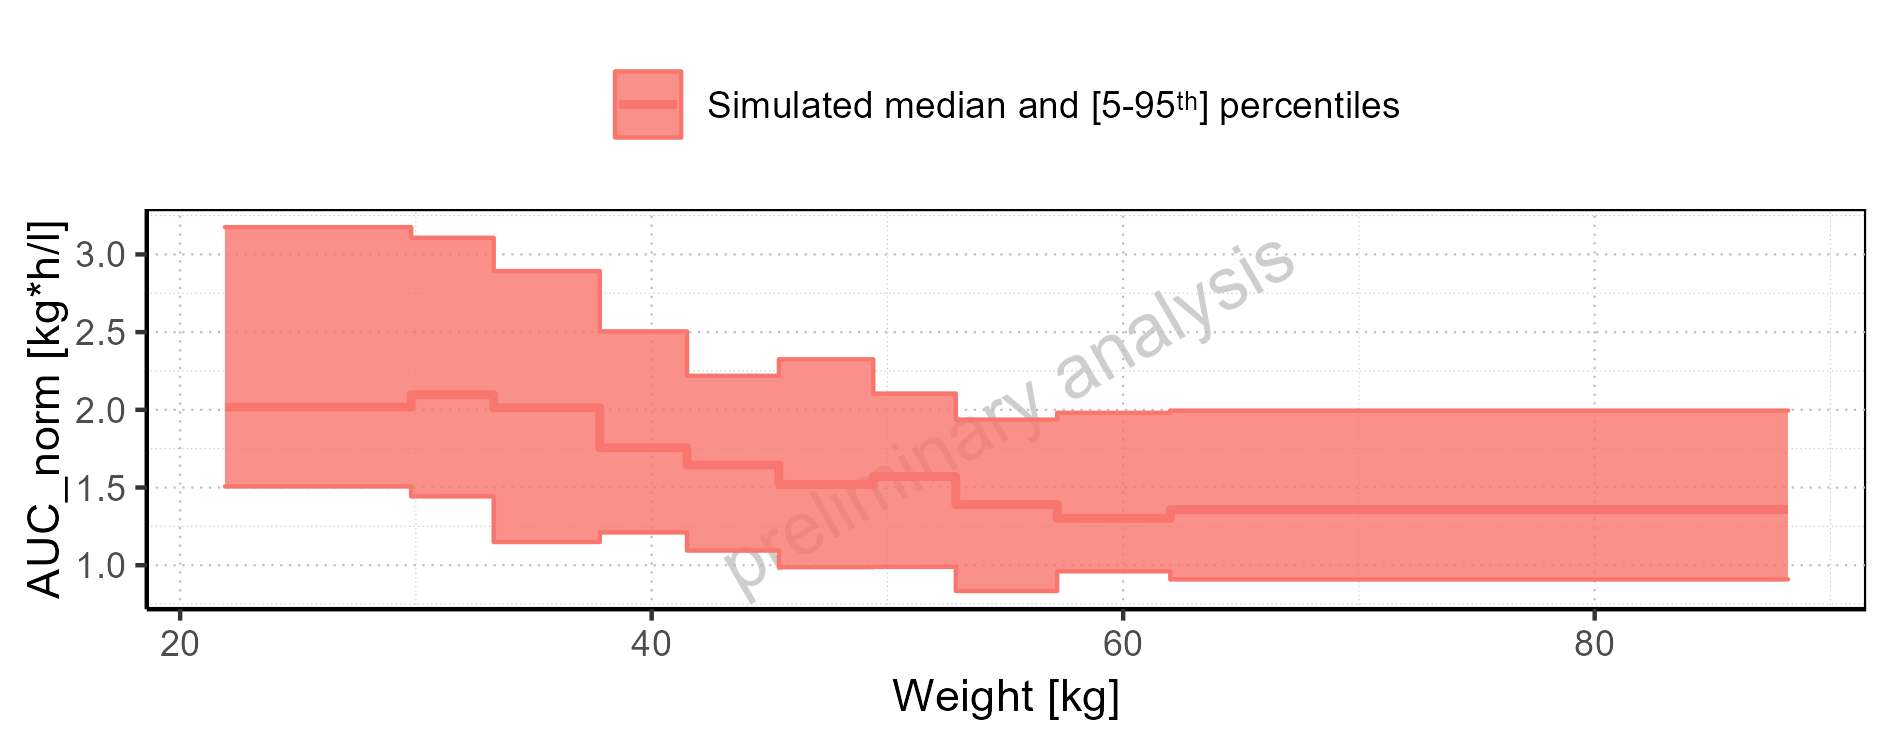 Simulated median and [5-95th] percentiles
AUC_norm [kg*h/l]
3.0
2.5
2.0
1.5
1.0
preliminary analysis
20 40 60 80
Weight [kg]